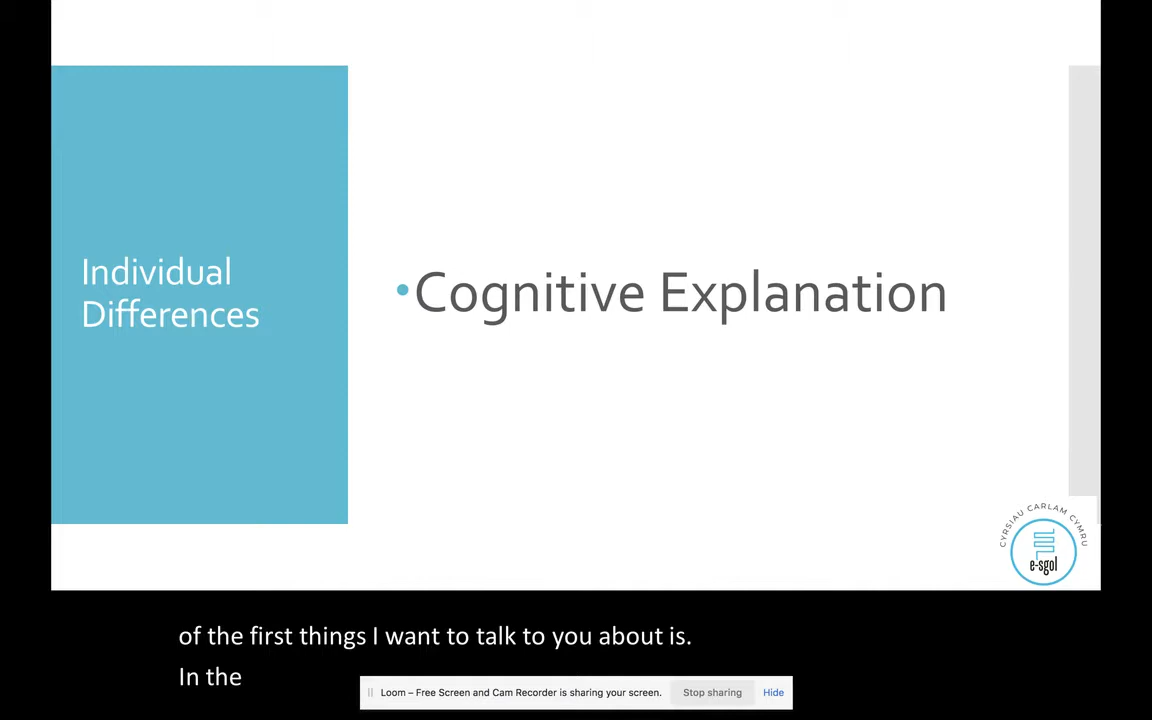 Individual
Differences
•Cognitive Explanation
CYRSIAU CARLAM CYMRU
e-sgol
of the first things I want to talk to you about is.
In the
Loom – Free Screen and Cam Recorder is sharing your screen.
Stop sharing
Hide